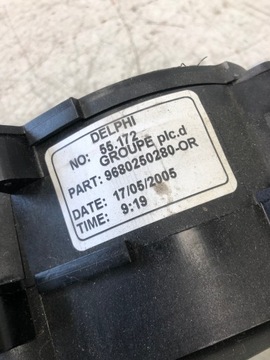 DELPHI
NO: 55.172
GROUPE plc.d
PART: 9680250280-OR
DATE: 17/05/2005
TIME: 9:19